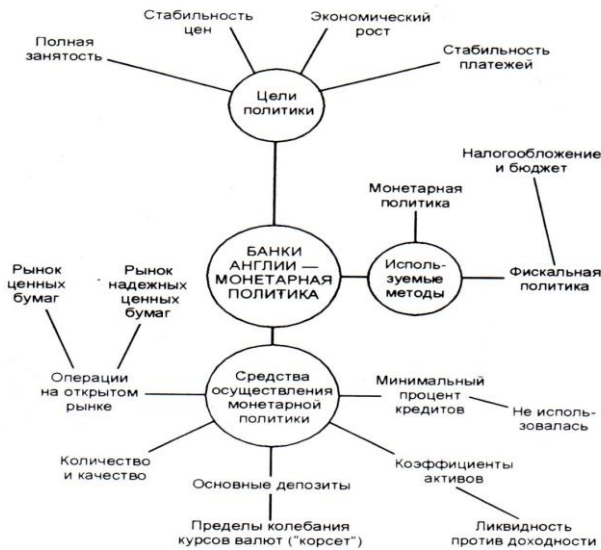 Стабильность
цен
Экономический
рост
Полная
занятость
Стабильность
платежей
Цели
политики
Налогообложение
и бюджет
Монетарная
политика
БАНКИ
АНГЛИИ —
МОНЕТАРНАЯ
ПОЛИТИКА
Исполь-
зуемые
методы
Фискальная
политика
Рынок
ценных
бумаг
Рынок
надежных
ценных
бумаг
Операции
на открытом
рынке
Средства
осуществления
монетарной
политики
Минимальный
процент
кредитов
Не исполь-
зовалась
Количество
и качество
Основные депозиты
Коэффициенты
активов
Пределы колебания
курсов валют ("корсет")
Ликвидность
против доходности